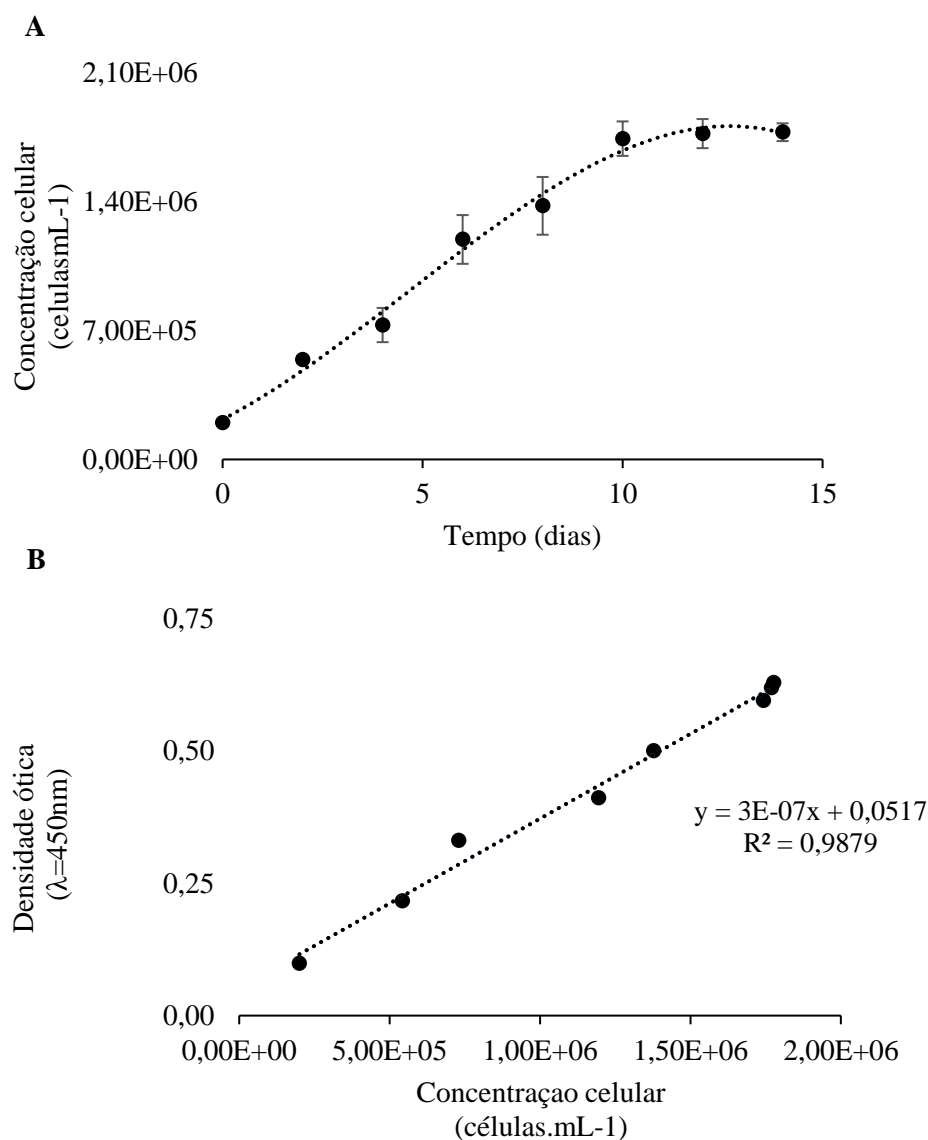 A
2,10E+06
1,40E+06
7,00E+05
0,00E+00
Concentração celular
(celulasmL-1)
0 5 10 15
Tempo (dias)
B
0,75
0,50
0,25
0,00
Densidade ótica
(λ=450nm)
y = 3E-07x + 0,0517
R² = 0,9879
0,00E+00 5,00E+05 1,00E+06 1,50E+06 2,00E+06
Concentraçao celular
(células.mL-1)